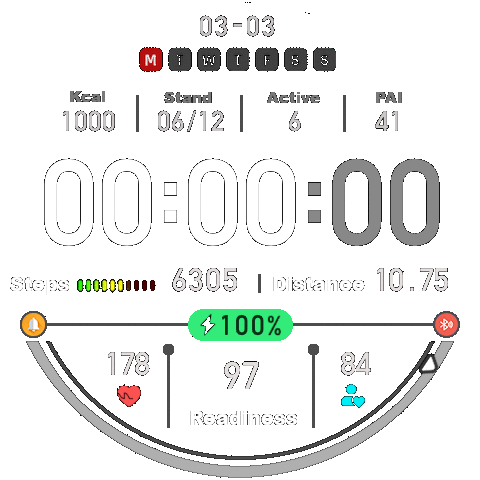 03-03
M T W T F S S
Kcal Stand Active PAI
1000 06/12 6 41
00:00:00
Steps 6305 Distance 10.75
100%
178 97 84
Readiness